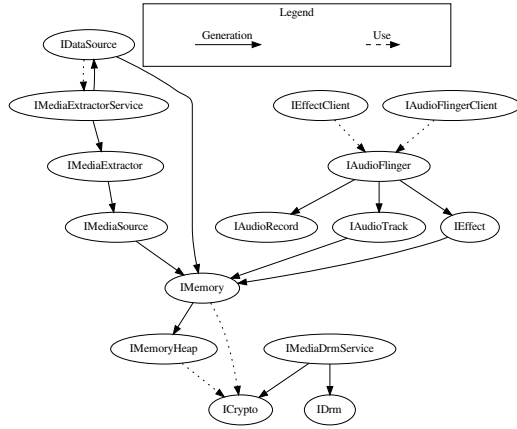 Legend
Generation
Use
IDataSource
IMediaExtractorService
IEffectClient
IAudioFlingerClient
IMediaExtractor
IAudioFlinger
IMediaSource
IAudioRecord
IAudioTrack
IEffect
IMemory
IMemoryHeap
IMediaDrmService
ICrypto
IDrm